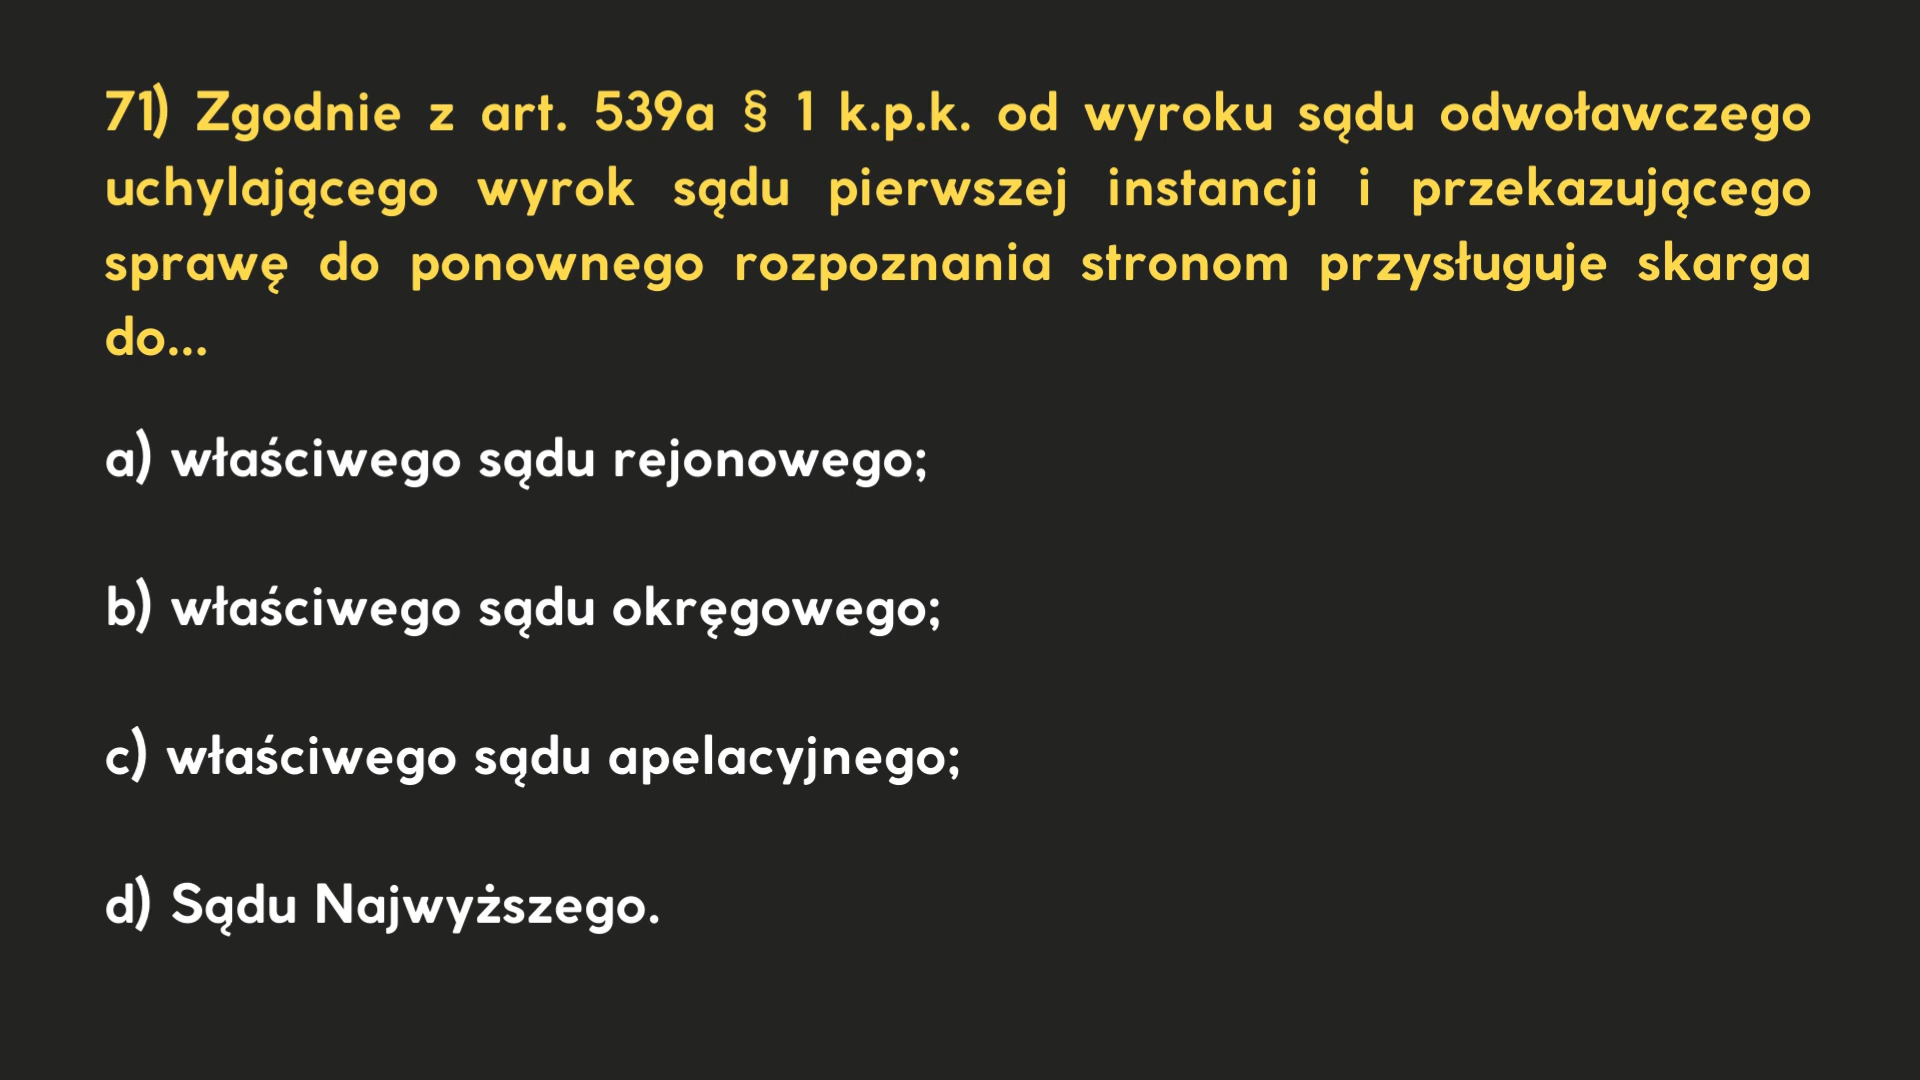 71) Zgodnie z art. 539a § 1 k.p.k. od wyroku sądu odwoławczego
uchylającego wyrok sądu pierwszej instancji i przekazującego
sprawę do ponownego rozpoznania stronom przysługuje skarga
do...
a) właściwego sądu rejonowego;
b) właściwego sądu okręgowego;
c) właściwego sądu apelacyjnego;
d) Sądu Najwyższego.